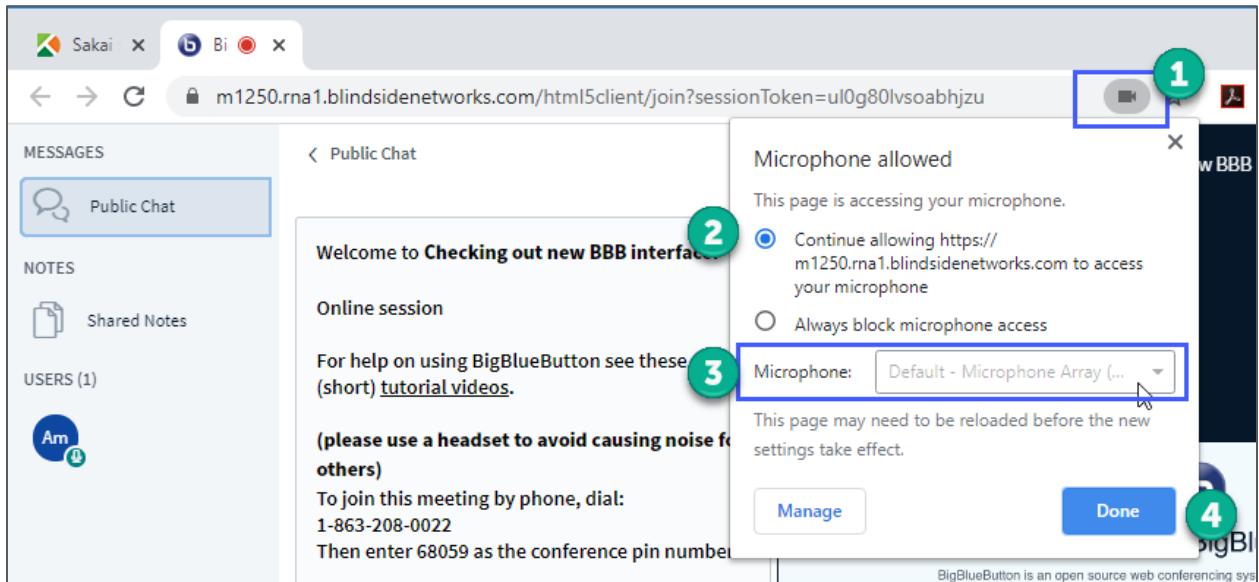 Sakai
Bi
m1250.rna1.blindsidenetworks.com/html5client/join?sessionToken=ul0g80lvsoabhjzu
1
MESSAGES
Public Chat
NOTES
Shared Notes
USERS (1)
Am
Public Chat
Welcome to Checking out new BBB interface!
Online session
For help on using BigBlueButton see these
(short) tutorial videos.
(please use a headset to avoid causing noise fo
others)
To join this meeting by phone, dial:
1-863-208-0022
Then enter 68059 as the conference pin number
Microphone allowed
w BBB
This page is accessing your microphone.
2
Continue allowing https://
m1250.rna1.blindsidenetworks.com to access
your microphone
Always block microphone access
3
Microphone: Default - Microphone Array (...
This page may need to be reloaded before the new
settings take effect.
Manage
Done
4
BigBl
BigBlueButton is an open source web conferencing sys